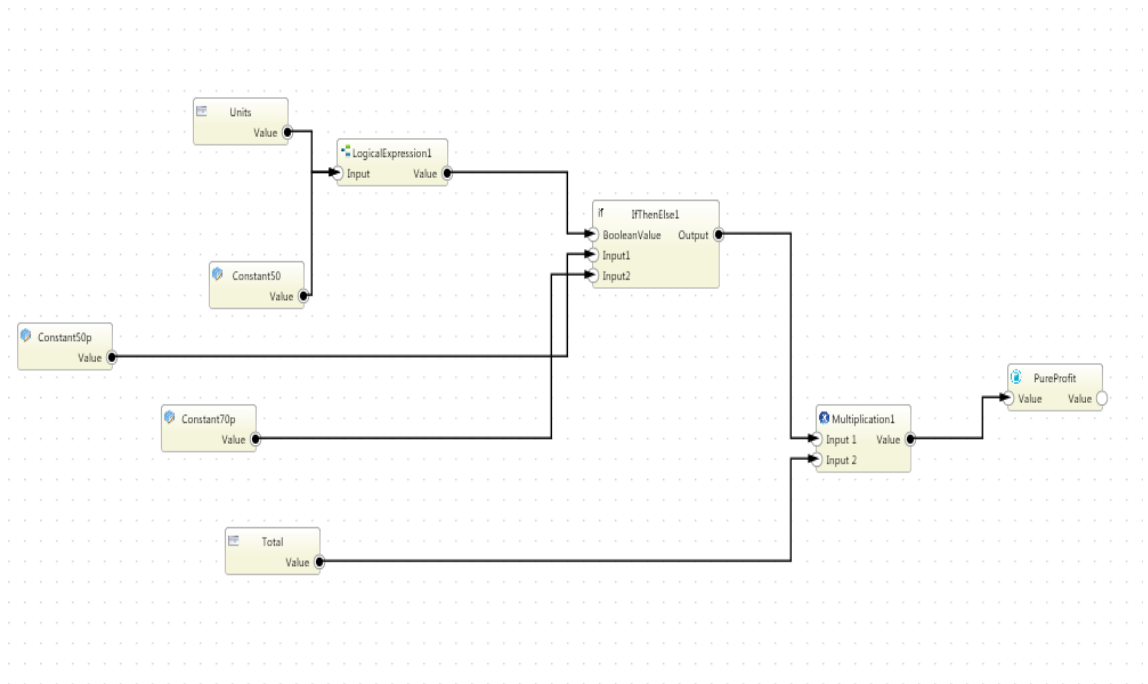 Units
Value
LogicalExpression1
Input Value
if IfThenElse1
BooleanValue Output
Input1
Input2
Constant50
Value
Constant50p
Value
Constant70p
Value
PureProfit
Value Value
Multiplication1
Input 1 Value
Input 2
Total
Value